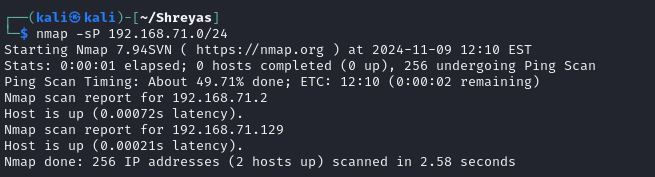 ┌──(kali㉿kali)-[~/Shreyas]
└─$ nmap -sP 192.168.71.0/24
Starting Nmap 7.94SVN ( https://nmap.org ) at 2024-11-09 12:10 EST
Stats: 0:00:01 elapsed; 0 hosts completed (0 up), 256 undergoing Ping Scan
Ping Scan Timing: About 49.71% done; ETC: 12:10 (0:00:02 remaining)
Nmap scan report for 192.168.71.2
Host is up (0.00072s latency).
Nmap scan report for 192.168.71.129
Host is up (0.00021s latency).
Nmap done: 256 IP addresses (2 hosts up) scanned in 2.58 seconds